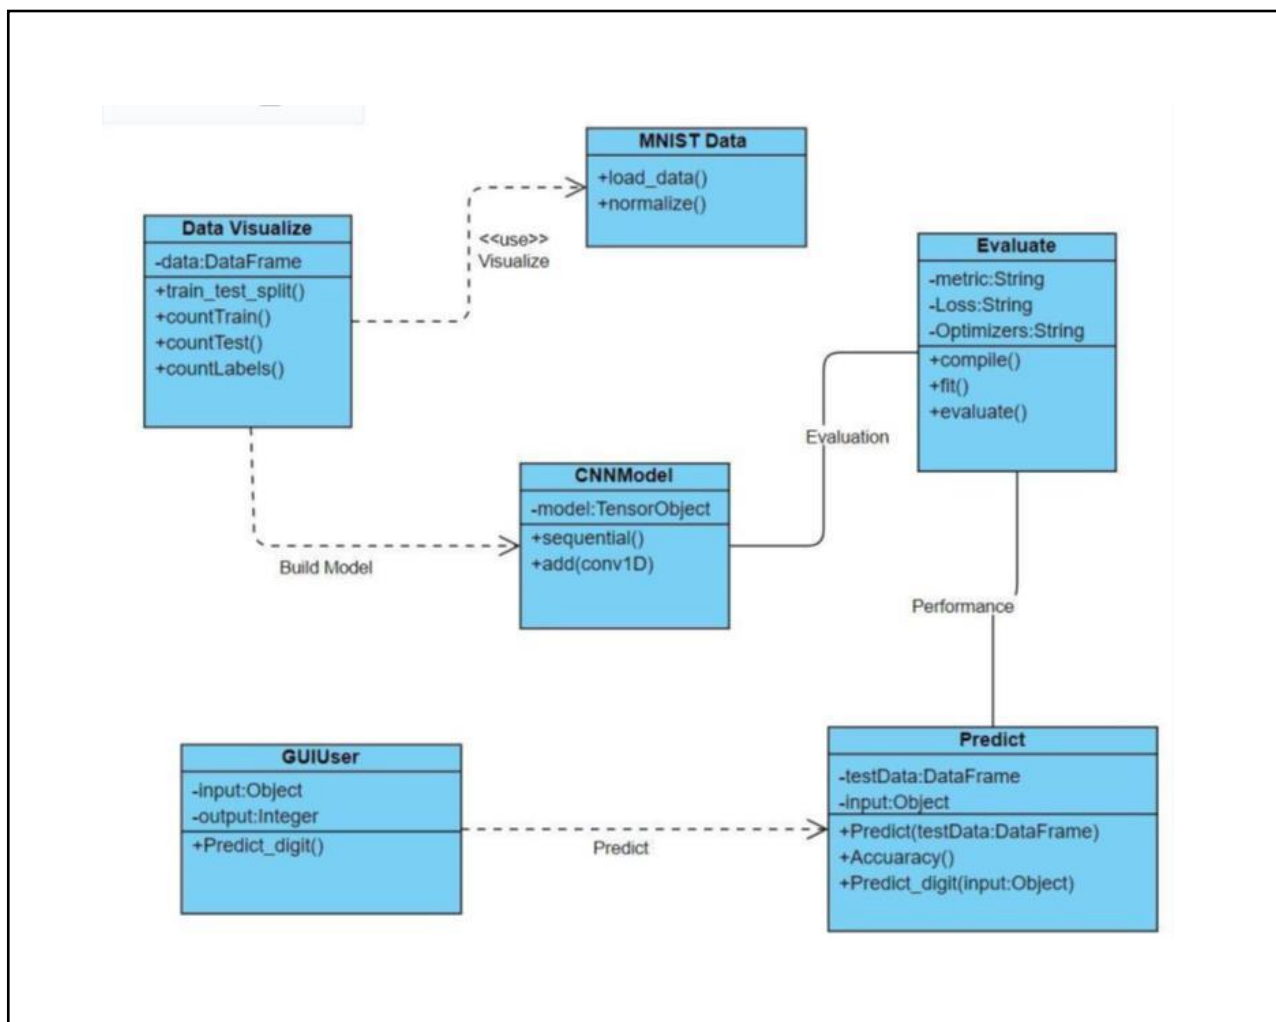 MNIST Data
+load_data()
+normalize()
Data Visualize
-data:DataFrame
+train_test_split()
+countTrain()
+countTest()
+countLabels()
<<use>>
Visualize
Evaluate
-metric:String
-Loss:String
-Optimizers:String
+compile()
+fit()
+evaluate()
Evaluation
CNNModel
-model:TensorObject
+sequential()
+add(conv1D)
Build Model
Performance
GUIUser
-input:Object
-output:Integer
+Predict_digit()
Predict
Predict
-testData:DataFrame
-input:Object
+Predict(testData:DataFrame)
+Accuaracy()
+Predict_digit(input:Object)